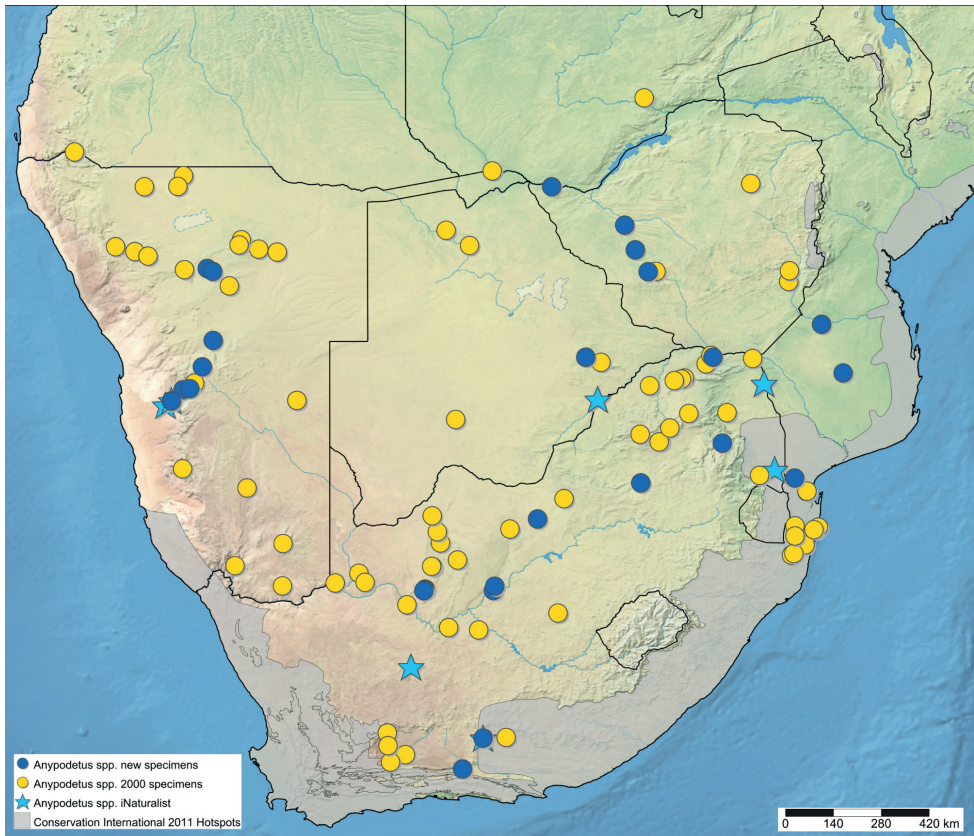 Anypodetus spp. new specimens
Anypodetus spp. 2000 specimens
Anypodetus spp. iNaturalist
Conservation International 2011 Hotspots
0 140 280 420 km